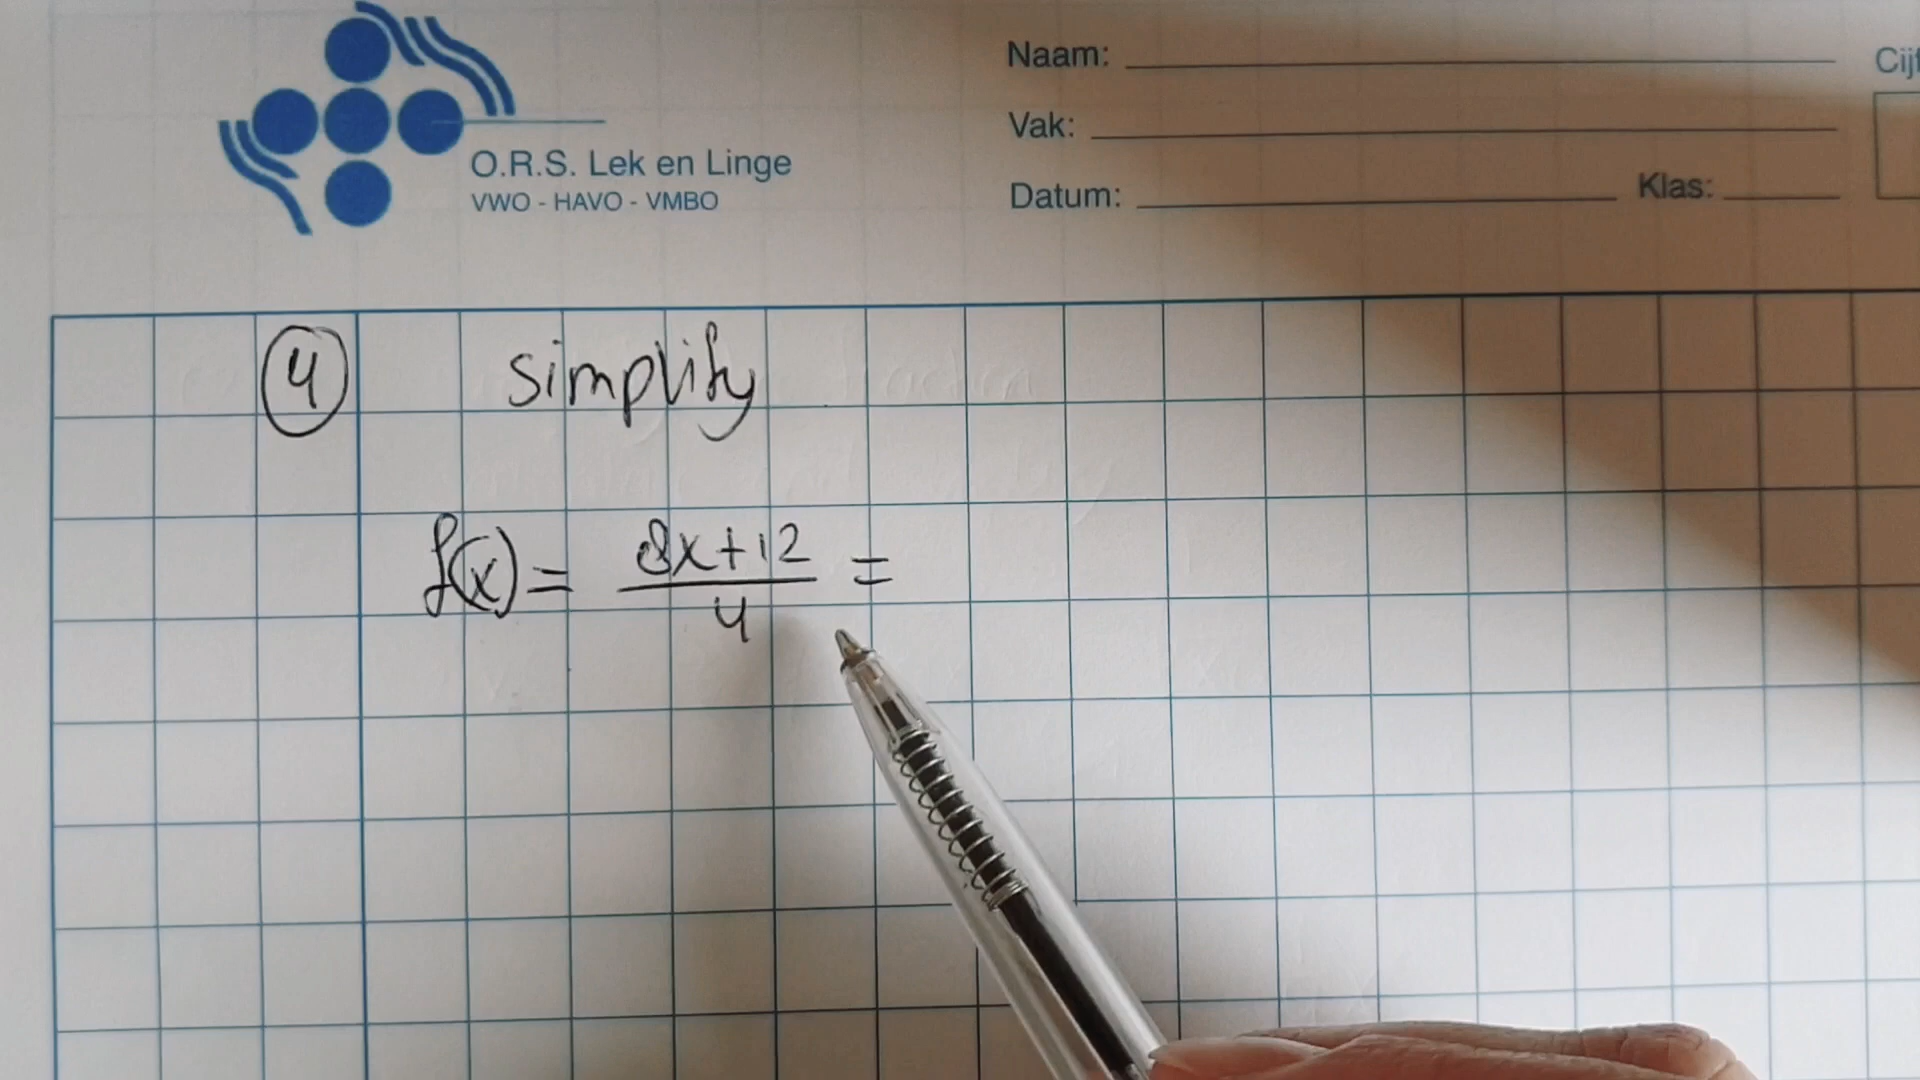 O.R.S. Lek en Linge
VWO - HAVO - VMBO
Naam:
Vak:
Datum:
Klas:
4
simplify
f(x) = 8x+12 / 4 =